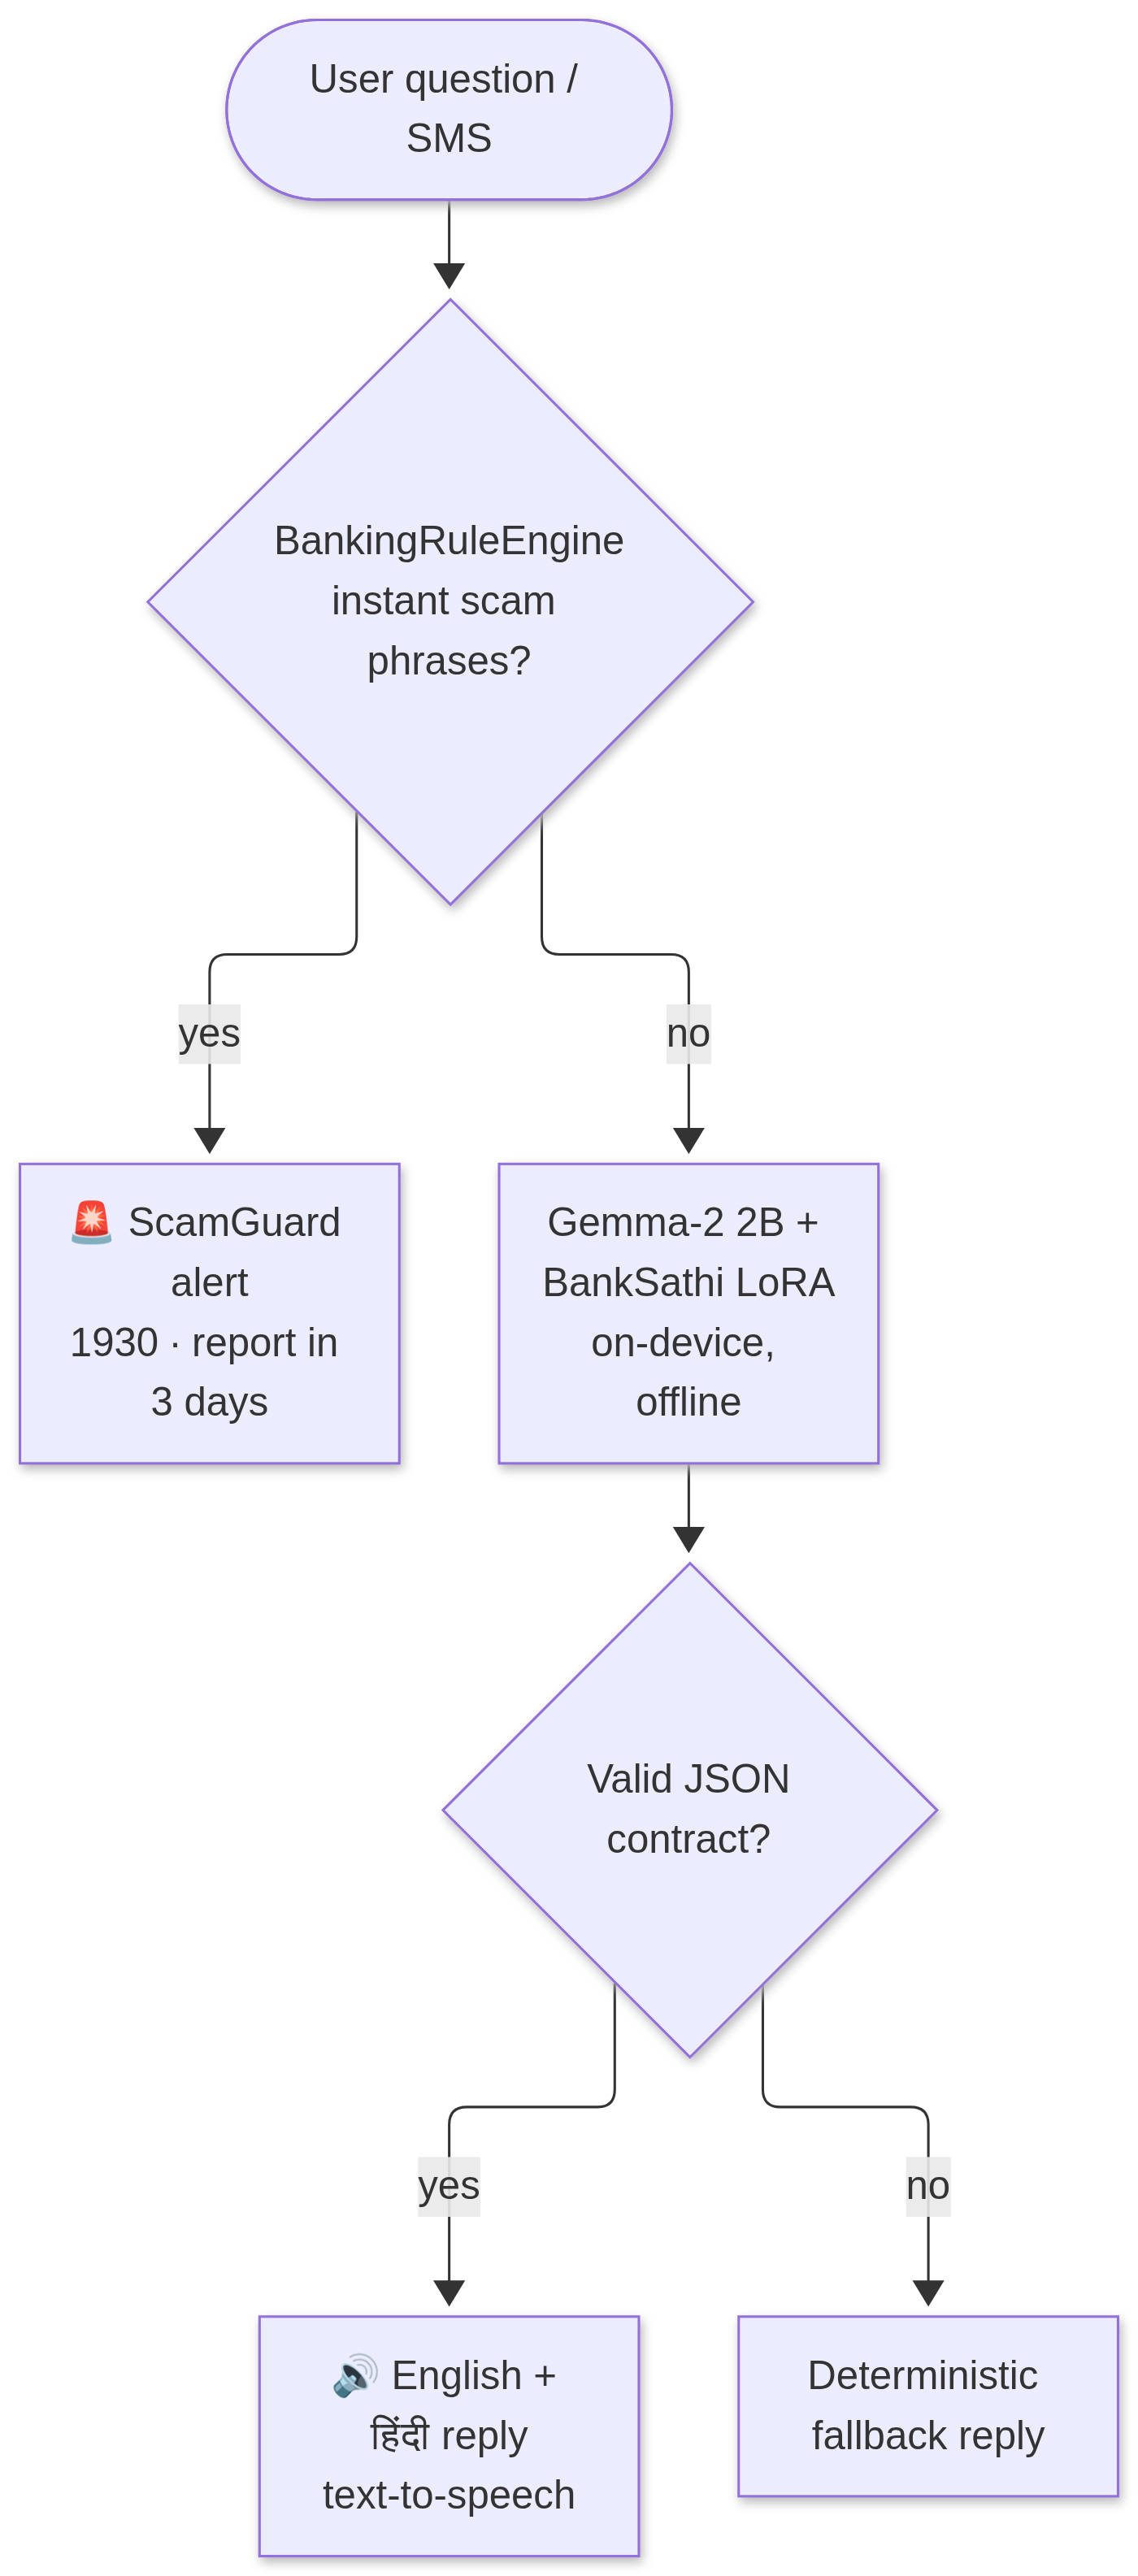 User question /
SMS
BankingRuleEngine
instant scam
phrases?
yes
no
🚨 ScamGuard
alert
1930 · report in
3 days
Gemma-2 2B +
BankSathi LoRA
on-device,
offline
Valid JSON
contract?
yes
no
🔊 English +
हिंदी reply
text-to-speech
Deterministic
fallback reply